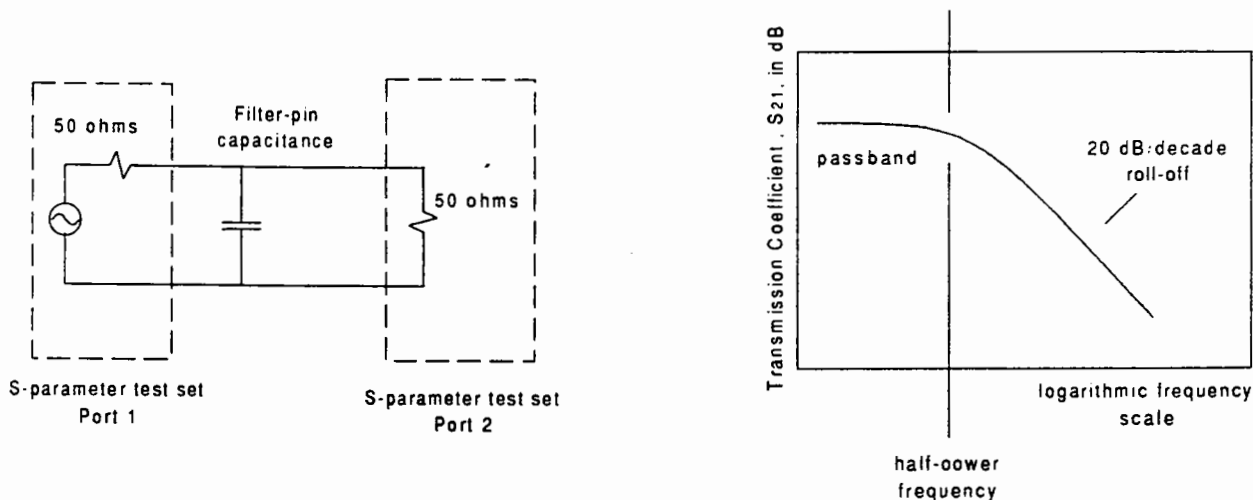 50 ohms
Filter-pin
capacitance
50 ohms
S-parameter test set
Port 1
S-parameter test set
Port 2
Transmission Coefficient , S21, in dB
passband
20 dB:decade
roll-off
logarithmic frequency
scale
half-oower
frequency